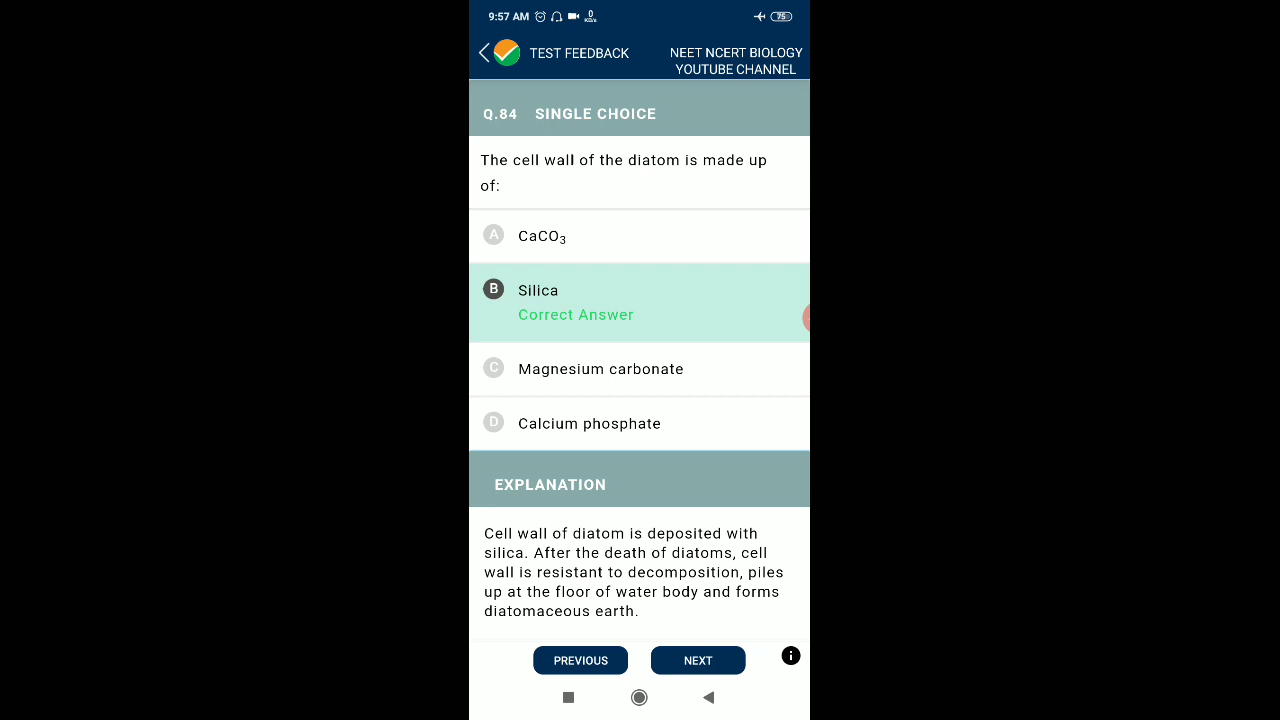 9:57 AM 0 KB/s 75
TEST FEEDBACK
NEET NCERT BIOLOGY
YOUTUBE CHANNEL
Q.84 SINGLE CHOICE
The cell wall of the diatom is made up
of:
A CaCO₃
B Silica
Correct Answer
C Magnesium carbonate
D Calcium phosphate
EXPLANATION
Cell wall of diatom is deposited with
silica. After the death of diatoms, cell
wall is resistant to decomposition, piles
up at the floor of water body and forms
diatomaceous earth.
PREVIOUS NEXT